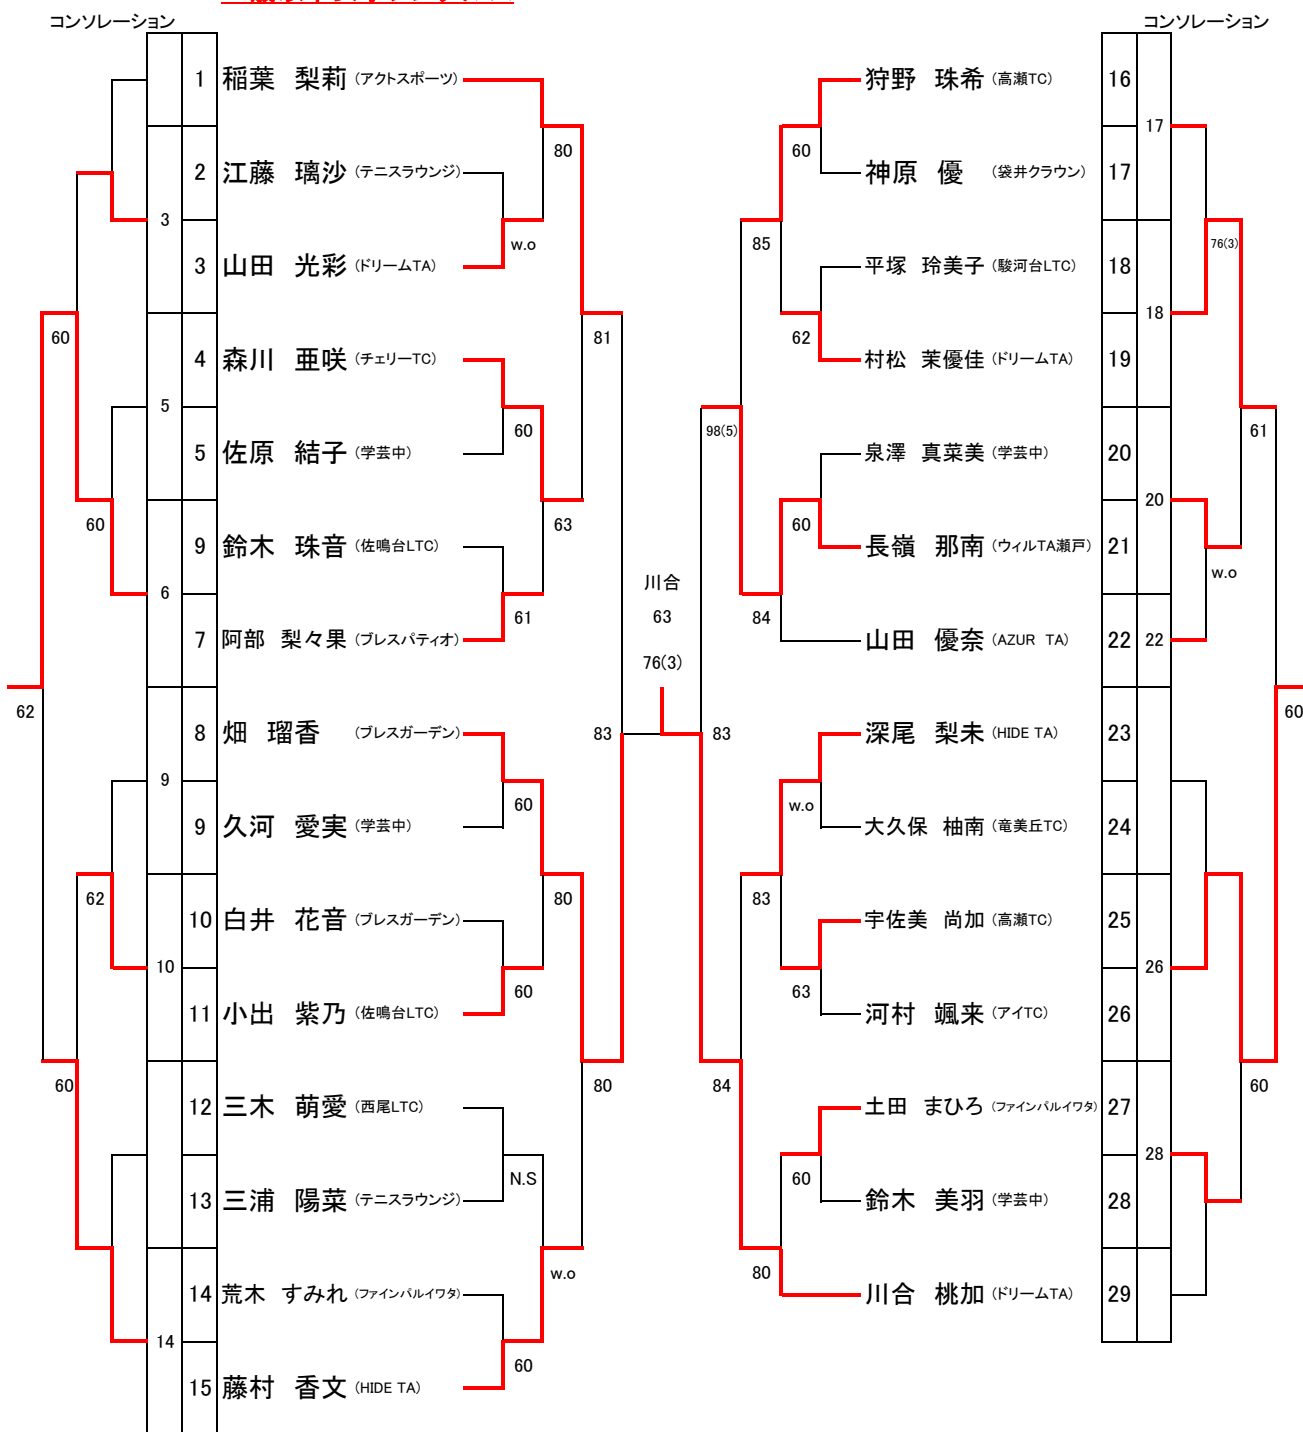 コンソレーション
コンソレーション
1 稲葉 梨莉 (アクトスポーツ)
狩野 珠希 (高瀬TC) 16
17
80
60
2 江藤 璃沙 (テニスラウンジ)
神原 優 (袋井クラウン) 17
3
w.o
85
76(3)
3 山田 光彩 (ドリームTA)
平塚 玲美子 (駿河台LTC) 18
18
60
81
62
4 森川 亜咲 (チェリーTC)
村松 茉優佳 (ドリームTA) 19
5
60
98(5)
61
5 佐原 結子 (学芸中)
泉澤 真菜美 (学芸中) 20
20
60
63
60
9 鈴木 珠音 (佐鳴台LTC)
長嶺 那南 (ウィルTA瀬戸) 21
w.o
川合
6
61
63
84
7 阿部 梨々果 (ブレスパティオ)
山田 優奈 (AZUR TA) 22 22
76(3)
62
60
8 畑 瑠香 (ブレスガーデン)
83
83
深尾 梨未 (HIDE TA) 23
9
60
w.o
9 久河 愛実 (学芸中)
大久保 柚南 (竜美丘TC) 24
62
80
83
10 白井 花音 (ブレスガーデン)
宇佐美 尚加 (高瀬TC) 25
10
26
60
63
11 小出 紫乃 (佐鳴台LTC)
河村 颯来 (アイTC) 26
60
80
84
60
12 三木 萌愛 (西尾LTC)
土田 まひろ (ファインパルイワタ) 27
28
N.S
60
13 三浦 陽菜 (テニスラウンジ)
鈴木 美羽 (学芸中) 28
w.o
80
14 荒木 すみれ (ファインパルイワタ)
川合 桃加 (ドリームTA) 29
14
60
15 藤村 香文 (HIDE TA)